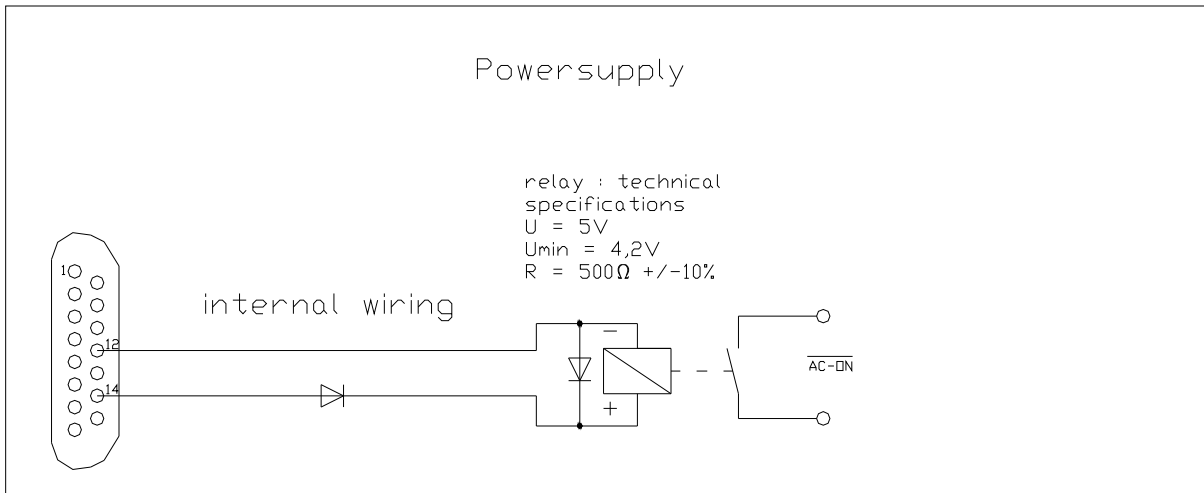 Powersupply
relay : technical
specifications
U = 5V
Umin = 4,2V
R = 500Ω +/-10%
1
internal wiring
12
14
−
+
AC-ON